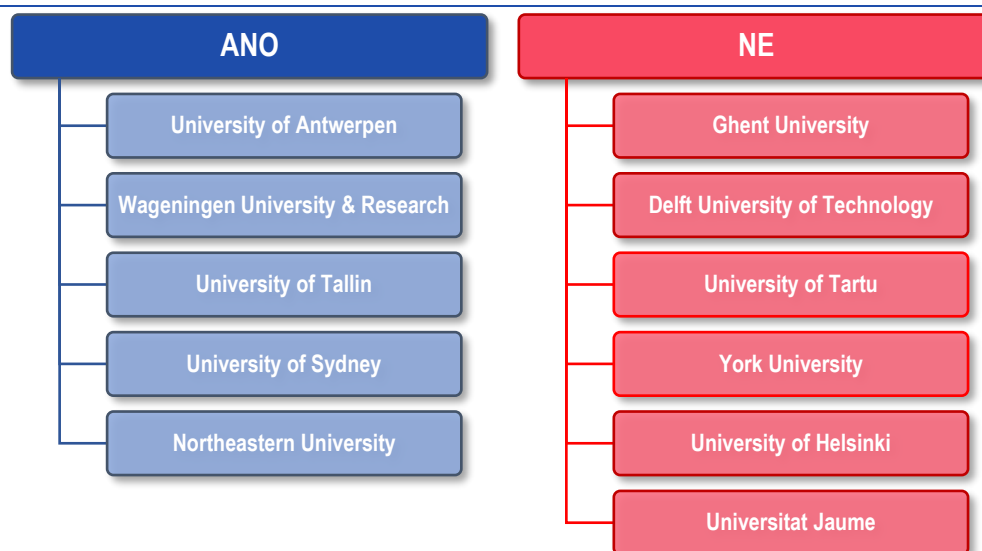 ANO
University of Antwerpen
Wageningen University & Research
University of Tallin
University of Sydney
Northeastern University
NE
Ghent University
Delft University of Technology
University of Tartu
York University
University of Helsinki
Universitat Jaume